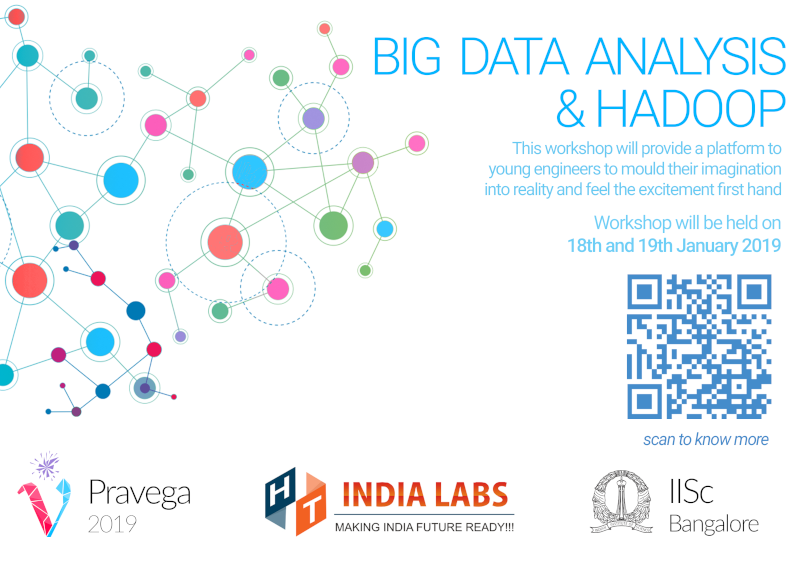 BIG DATA ANALYSIS
& HADOOP
This workshop will provide a platform to
young engineers to mould their imagination
into reality and feel the excitement first hand
Workshop will be held on
18th and 19th January 2019
scan to know more
Pravega
2019
HT
INDIA LABS
MAKING INDIA FUTURE READY!!!
IISc
Bangalore